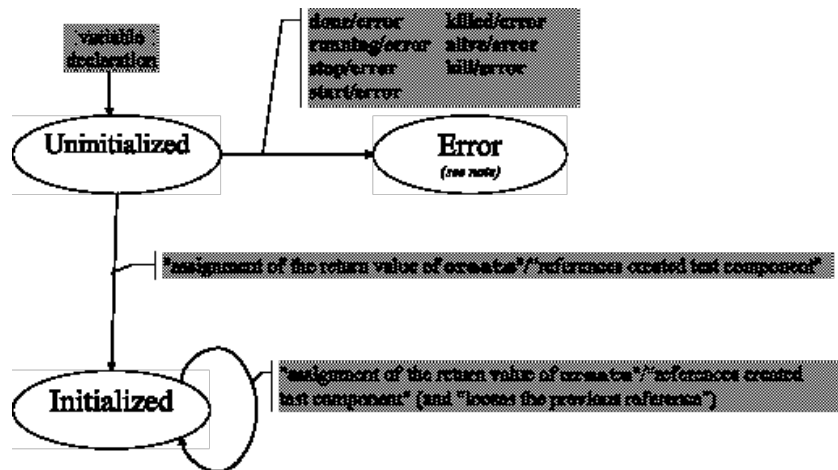 variable
declaration
done/error killed/error
running/error alive/error
stop/error kill/error
start/error
Uninitialized
Error
(see note)
"assignment of the return value of create"/"references created test component"
"assignment of the return value of create"/"references created
test component" (and "looses the previous reference")
Initialized